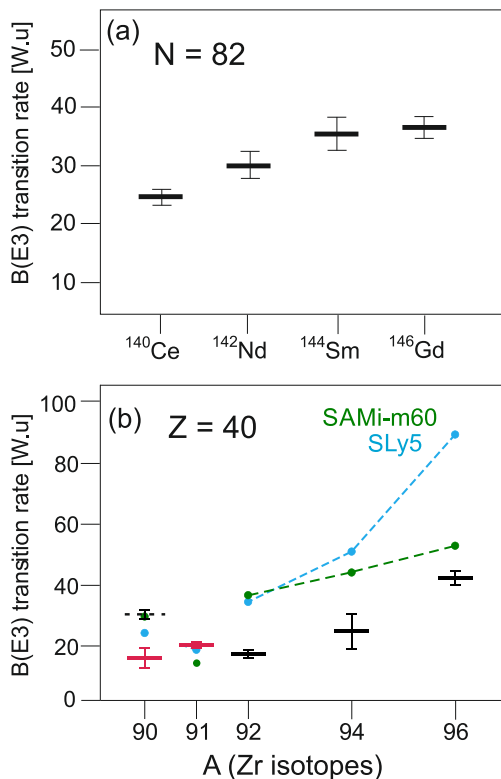 (a) N = 82
B(E3) transition rate [W.u]
50
40
30
20
10
¹⁴⁰Ce ¹⁴²Nd ¹⁴⁴Sm ¹⁴⁶Gd
(b) Z = 40
SAMi-m60
SLy5
B(E3) transition rate [W.u]
100
80
60
40
20
0
90 91 92 94 96
A (Zr isotopes)